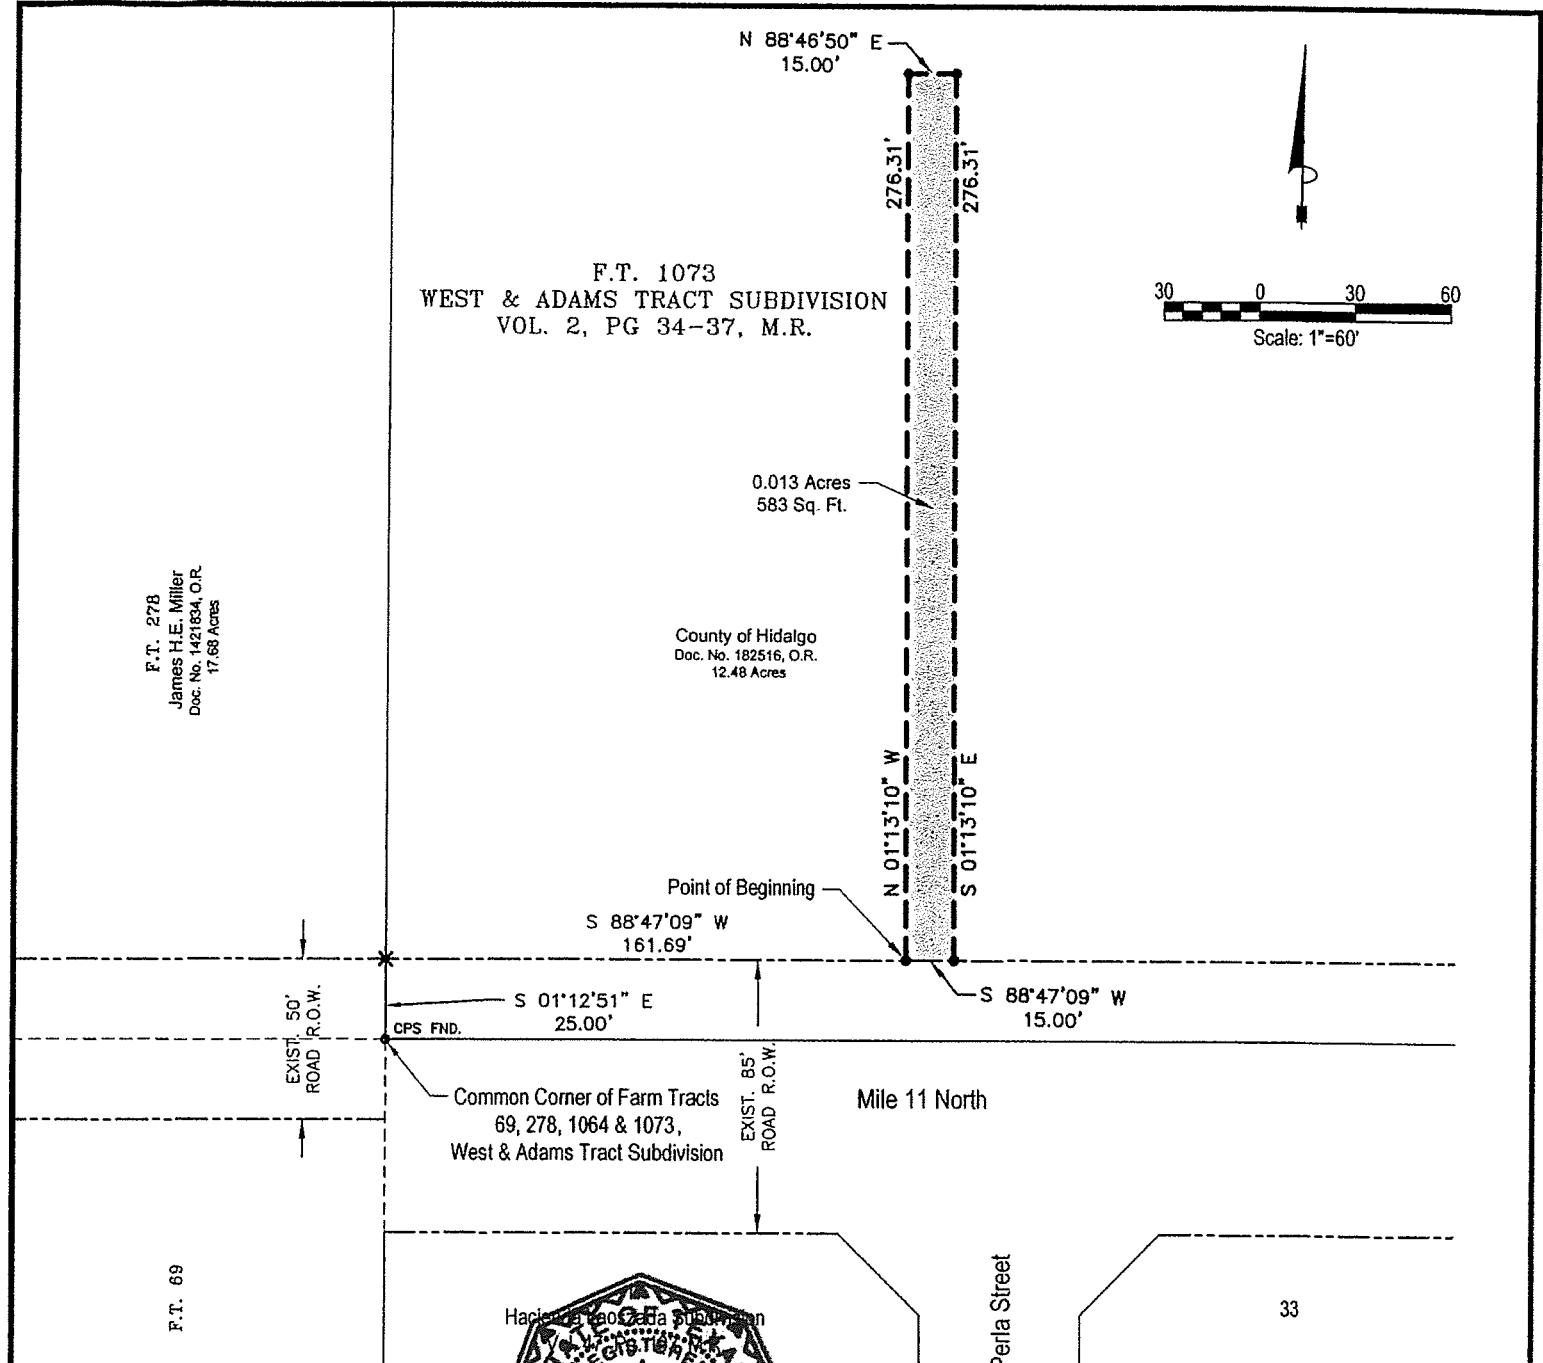 N 88°46'50" E
15.00'
276.31'
276.31'
F.T. 1073
WEST & ADAMS TRACT SUBDIVISION
VOL. 2, PG 34-37, M.R.
30 0 30 60
Scale: 1"=60'
0.013 Acres
583 Sq. Ft.
F.T. 278
James H.E. Miller
Doc. No. 1421834, O.R.
17.68 Acres
County of Hidalgo
Doc. No. 182516, O.R.
12.48 Acres
N 01°13'10" W
S 01°13'10" E
Point of Beginning
S 88°47'09" W
161.69'
S 88°47'09" W
15.00'
S 01°12'51" E
25.00'
CPS FND.
EXIST. 50'
ROAD R.O.W.
EXIST. 85'
ROAD R.O.W.
Common Corner of Farm Tracts
69, 278, 1064 & 1073,
West & Adams Tract Subdivision
Mile 11 North
F.T. 69
Perla Street
33
Subdivision